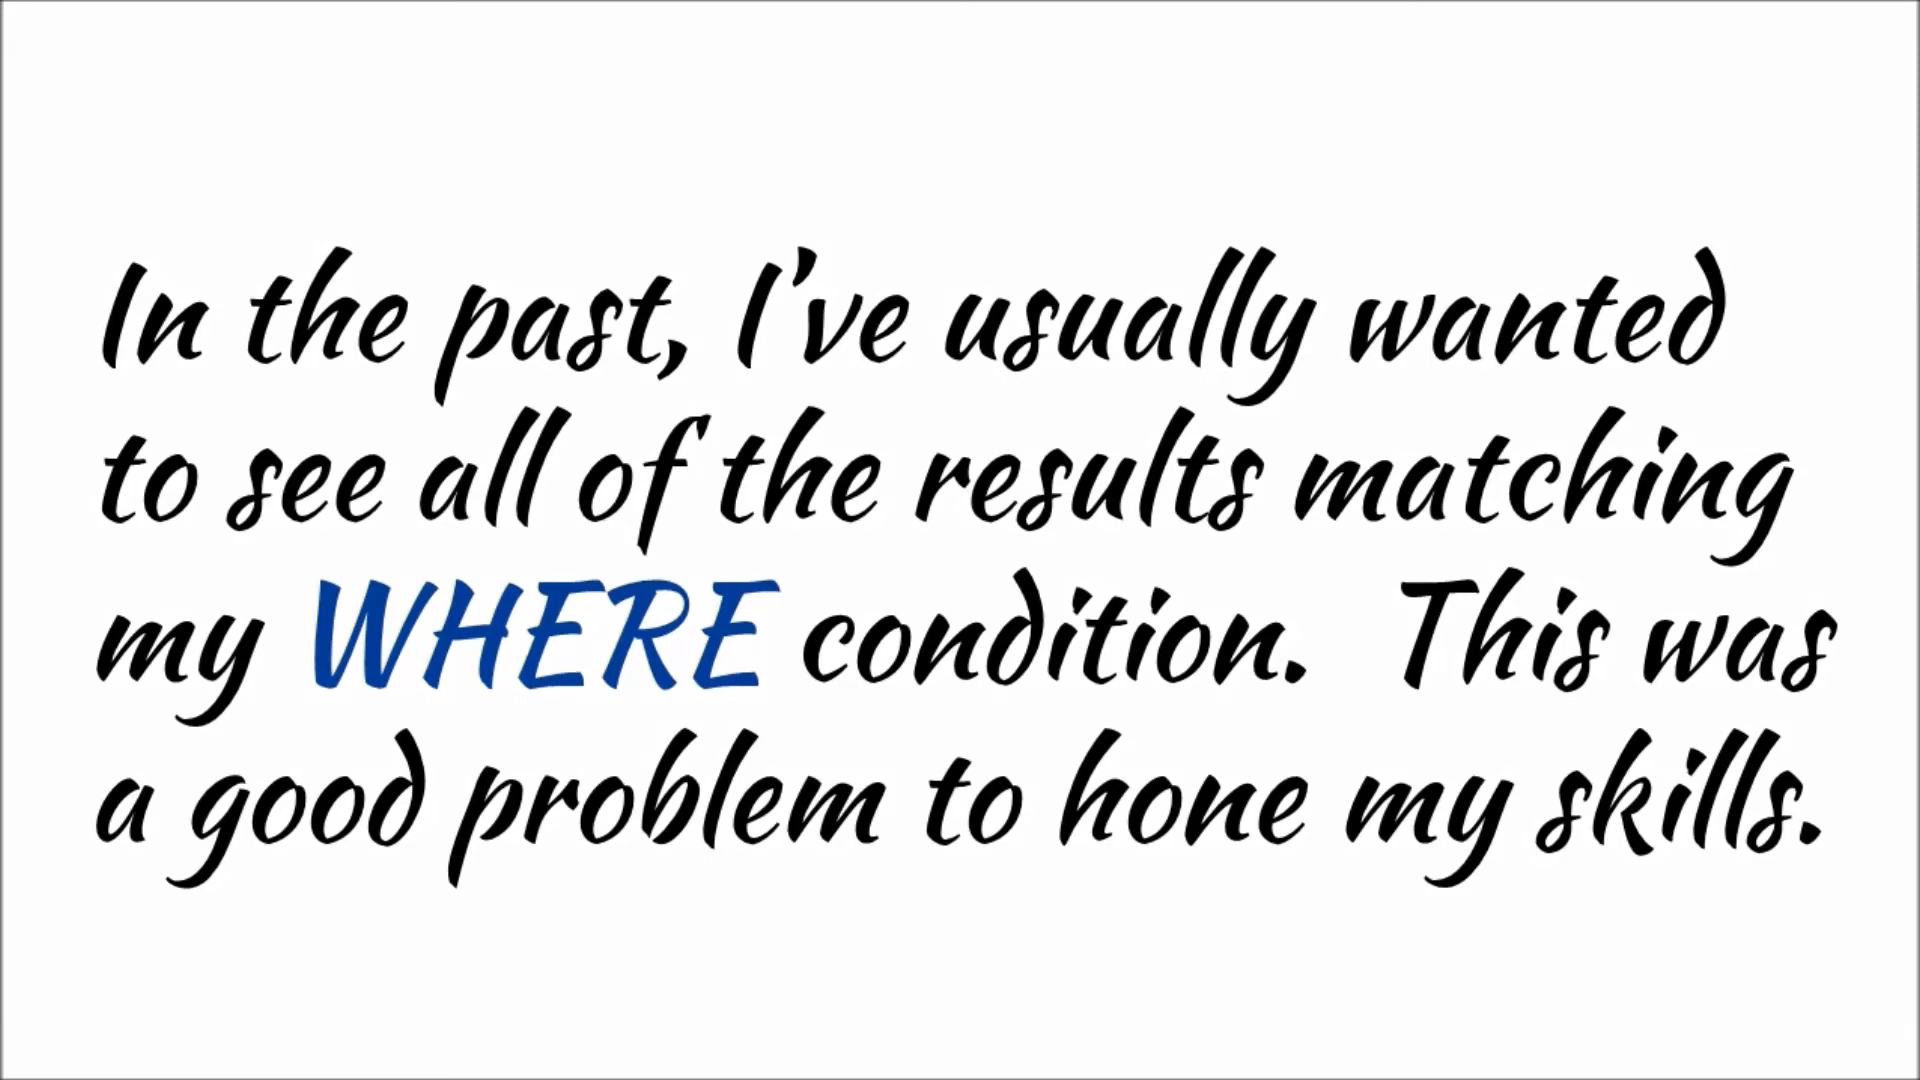 In the past, I've usually wanted
to see all of the results matching
my WHERE condition.  This was
a good problem to hone my skills.